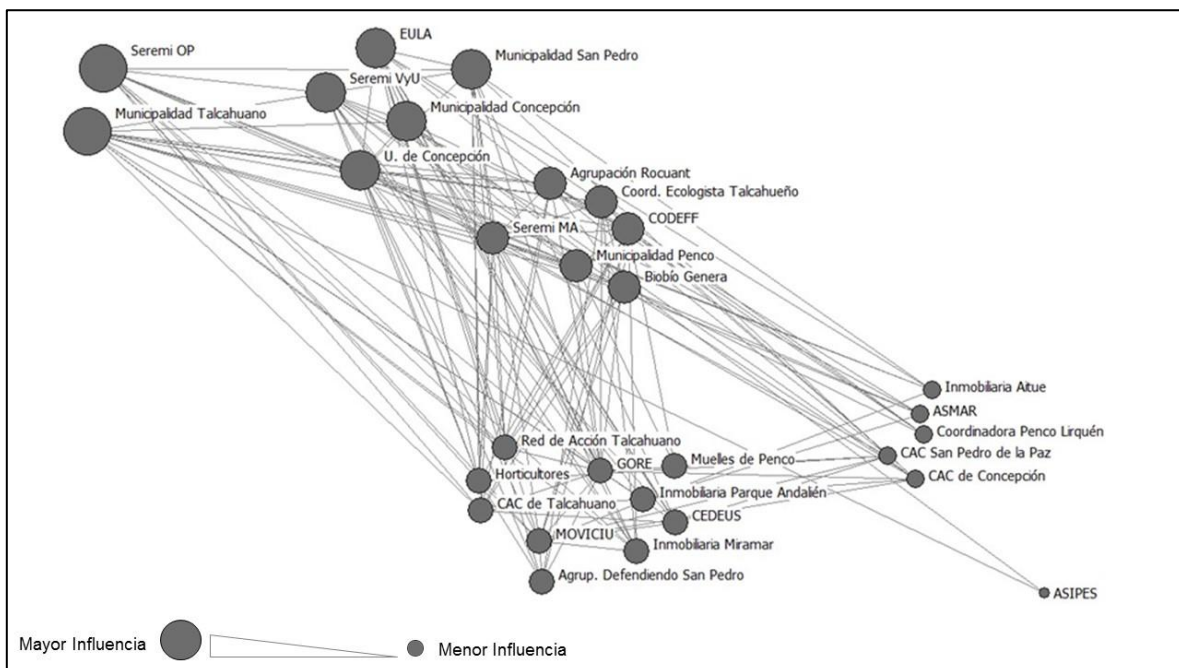 EULA
Seremi OP
Municipalidad San Pedro
Seremi VyU
Municipalidad Talcahuano
Municipalidad Concepción
U. de Concepción
Agrupación Rocuant
Coord. Ecologista Talcahueño
CODEFF
Seremi MA
Municipalidad Penco
Biobío Genera
Inmobiliaria Aitue
ASMAR
Coordinadora Penco Lirquén
Red de Acción Talcahuano
CAC San Pedro de la Paz
Muelles de Penco
GORE
Horticultores
CAC de Concepción
Inmobiliaria Parque Andalién
CAC de Talcahuano
CEDEUS
MOVICIU
Inmobiliaria Miramar
Agrup. Defendiendo San Pedro
ASIPES
Mayor Influencia
Menor Influencia